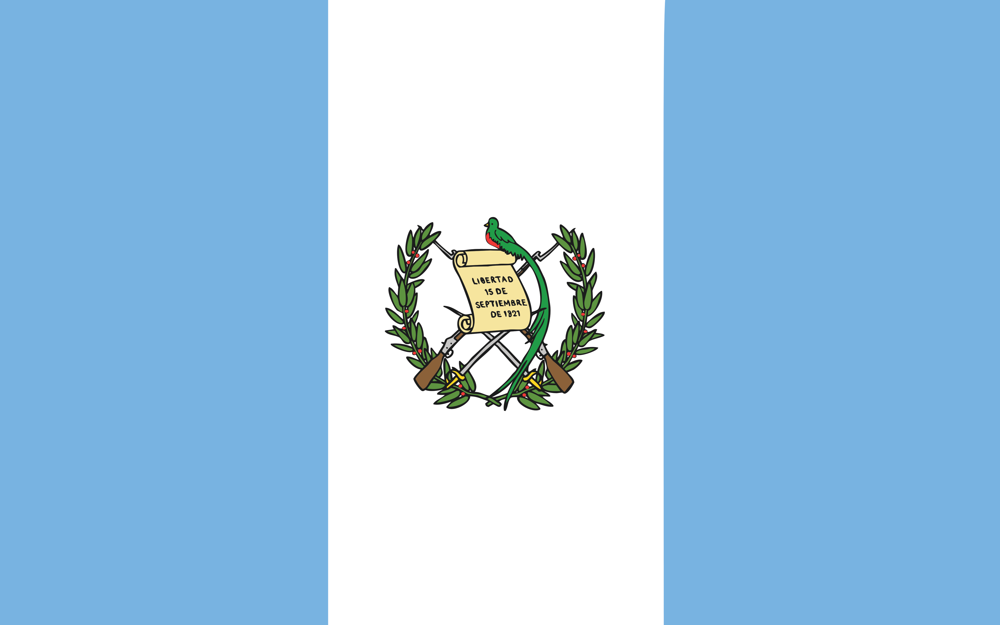 LIBERTAD
15 DE
SEPTIEMBRE
DE 1821